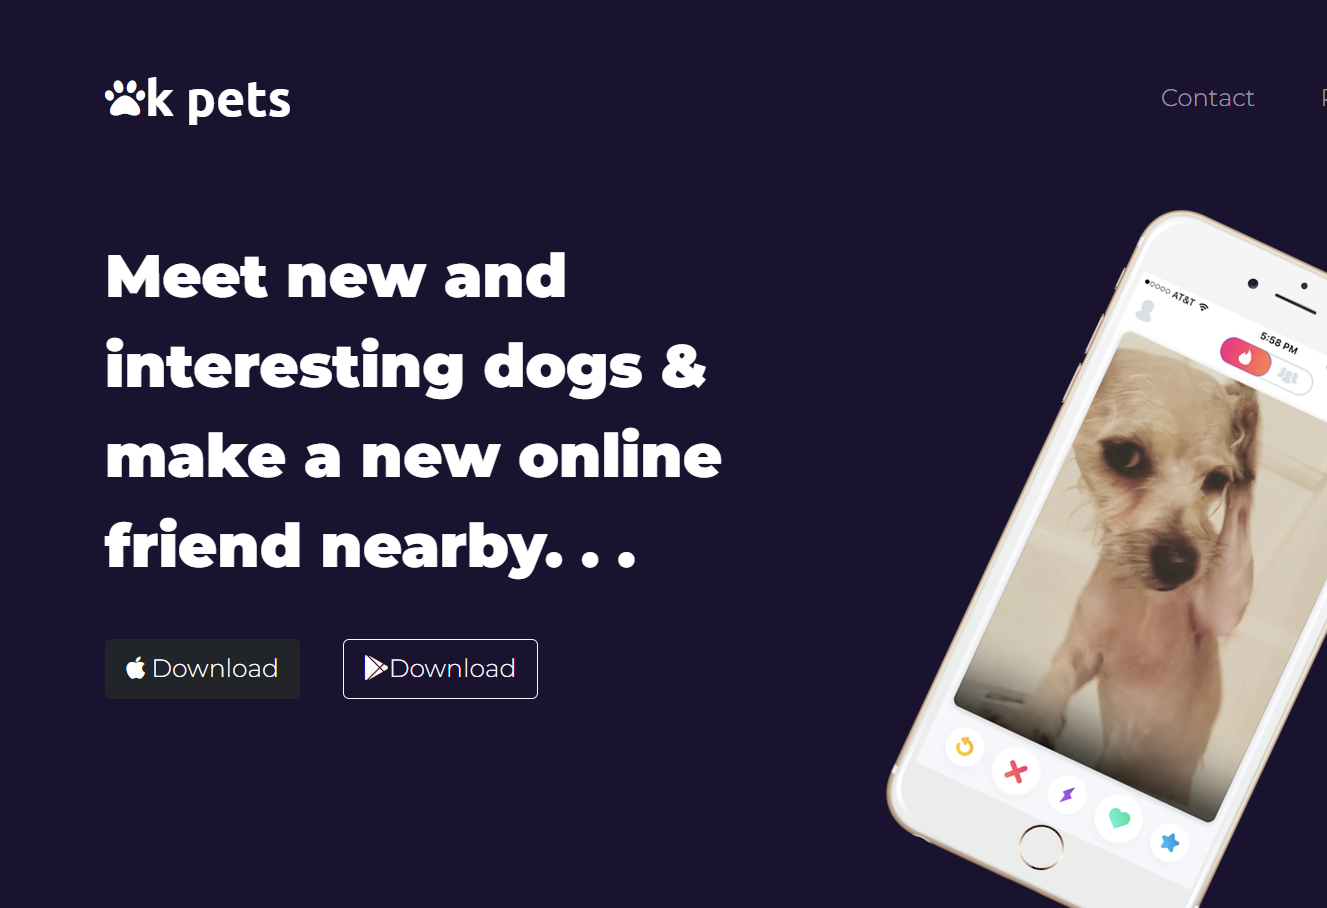 k pets
Contact
Meet new and
interesting dogs &
make a new online
friend nearby. . .
Download
Download
AT&T
5:58 PM